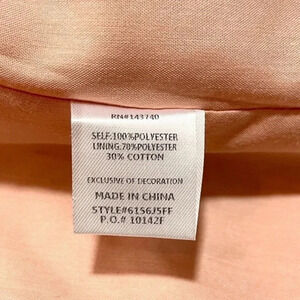 RN#143740
SELF:100%POLYESTER
LINING:70%POLYESTER
30% COTTON
EXCLUSIVE OF DECORATION
MADE IN CHINA
STYLE#6156J5FF
P.O.# 10142F